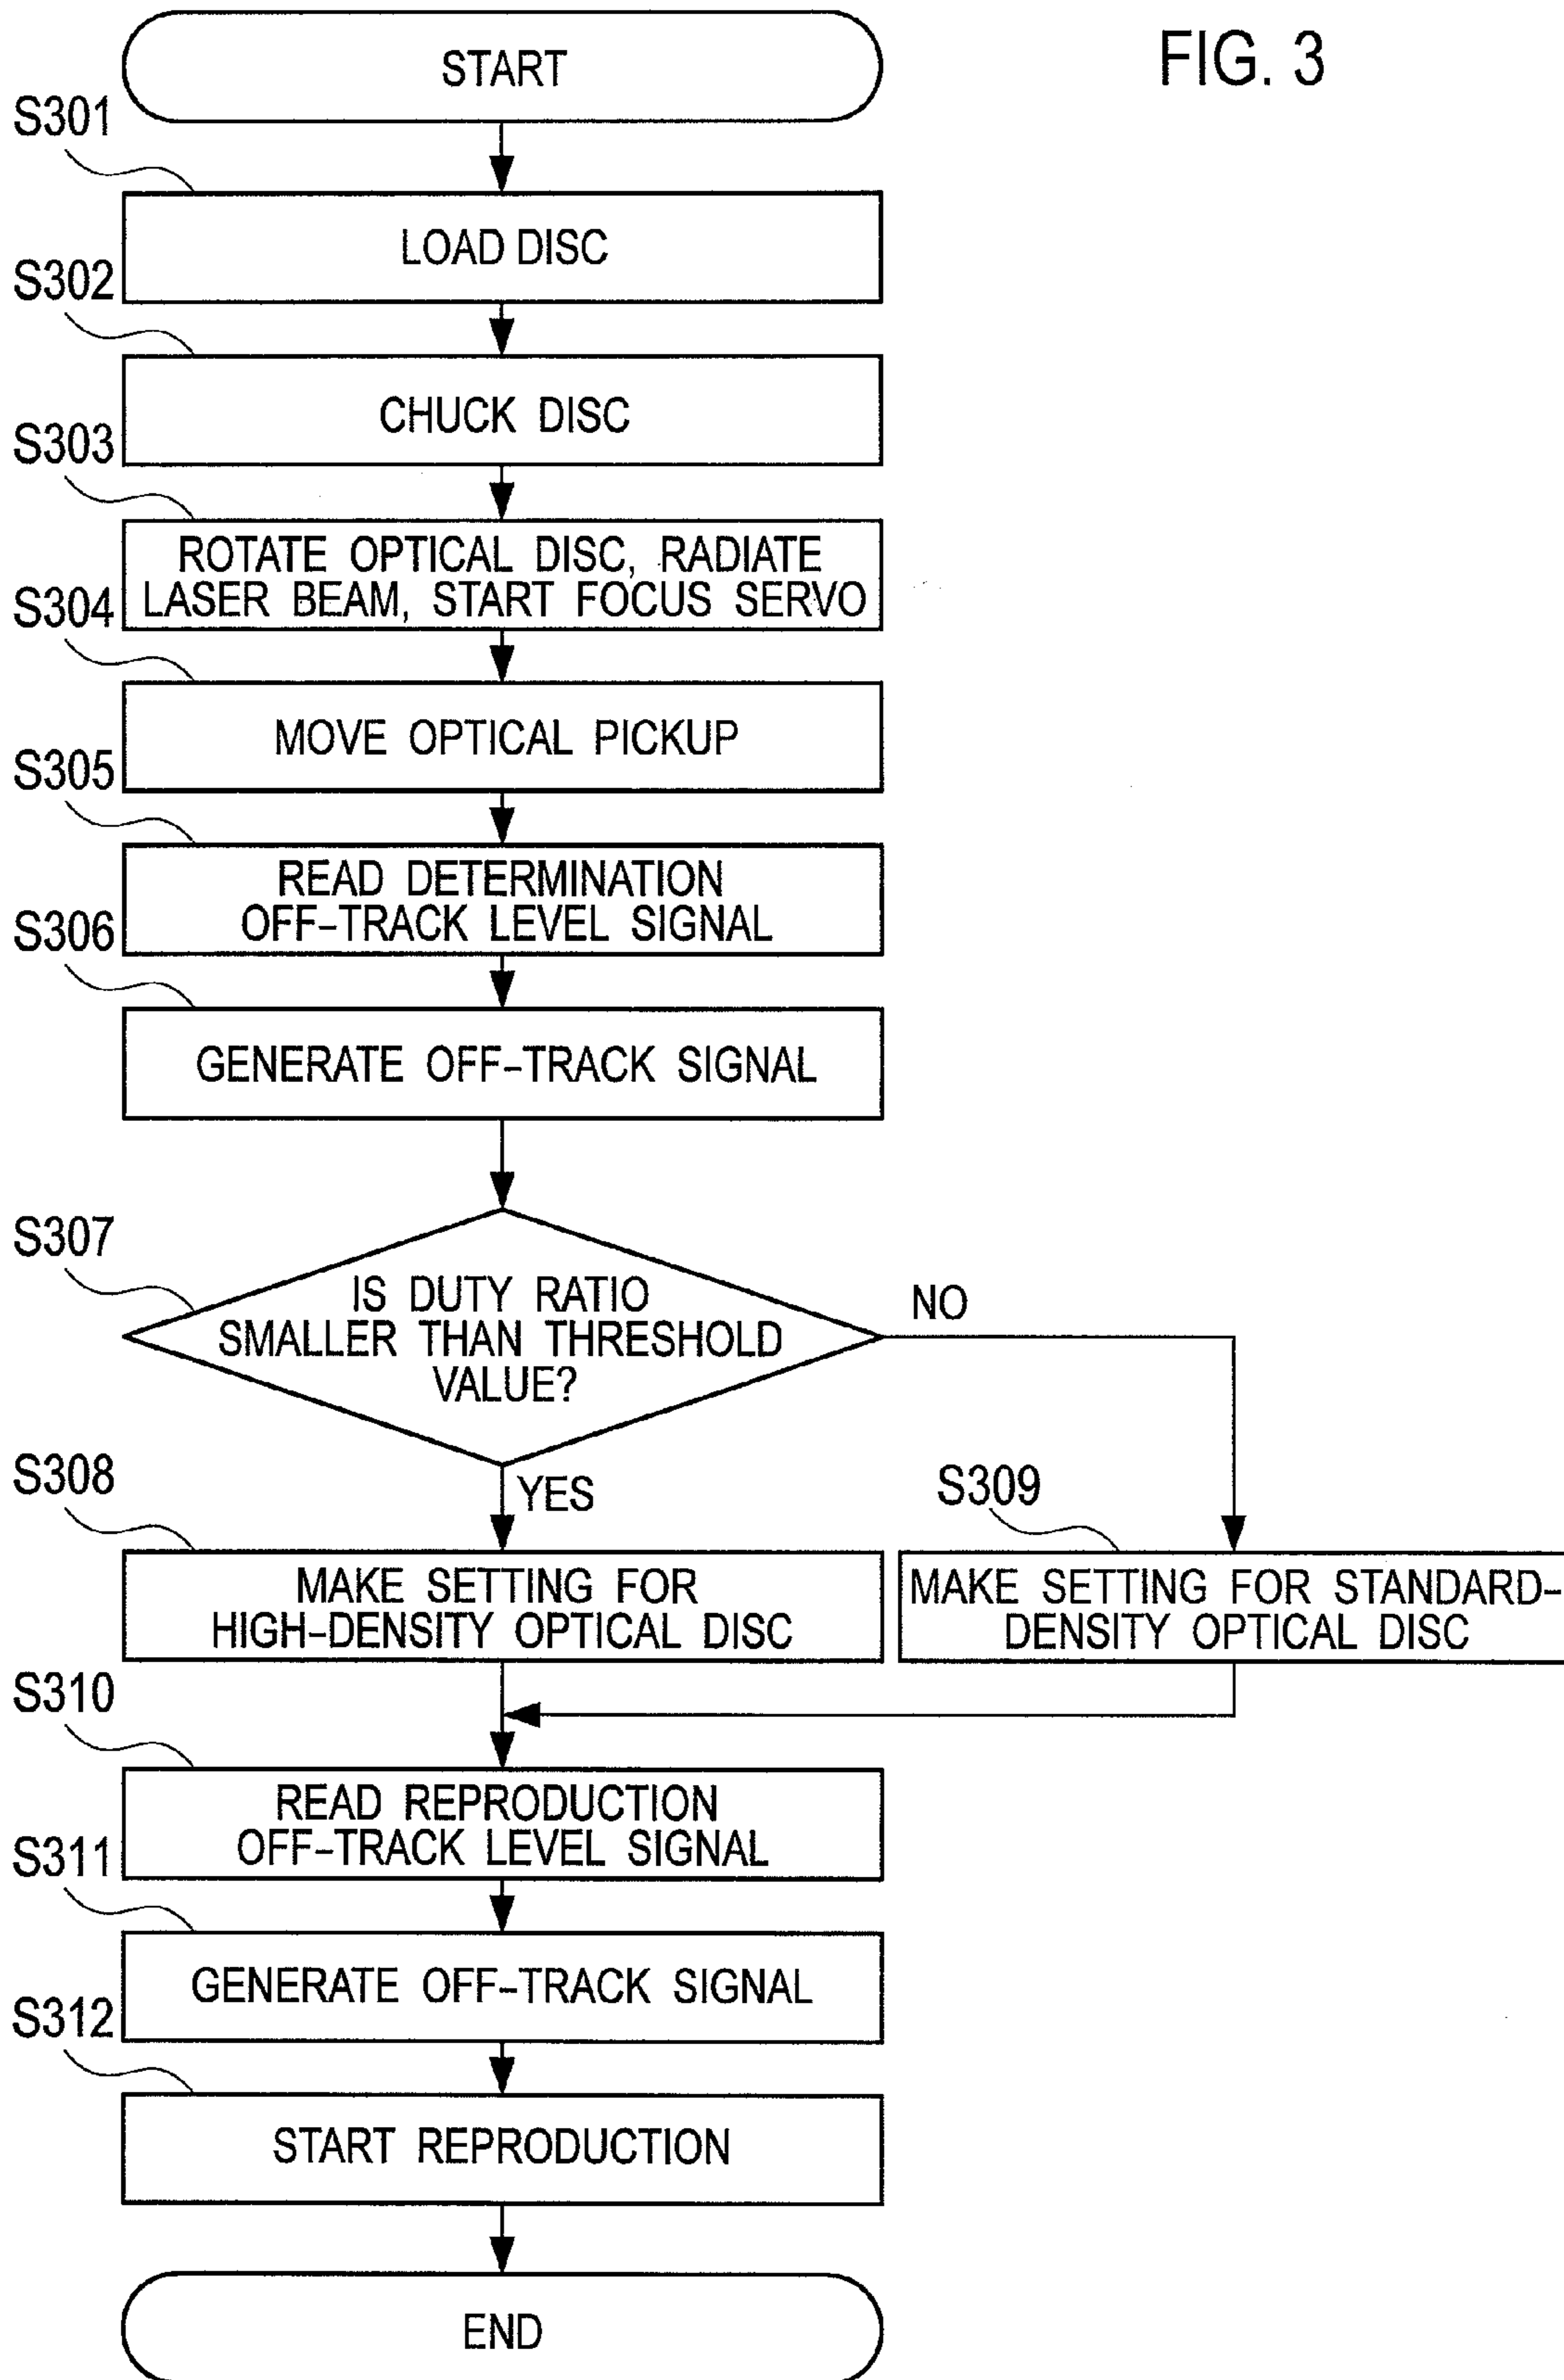 FIG. 3
START
S301
LOAD DISC
S302
CHUCK DISC
S303
ROTATE OPTICAL DISC, RADIATE
LASER BEAM, START FOCUS SERVO
S304
MOVE OPTICAL PICKUP
S305
READ DETERMINATION
OFF-TRACK LEVEL SIGNAL
S306
GENERATE OFF-TRACK SIGNAL
S307
IS DUTY RATIO
SMALLER THAN THRESHOLD
VALUE?
NO
YES
S308
MAKE SETTING FOR
HIGH-DENSITY OPTICAL DISC
S309
MAKE SETTING FOR STANDARD-
DENSITY OPTICAL DISC
S310
READ REPRODUCTION
OFF-TRACK LEVEL SIGNAL
S311
GENERATE OFF-TRACK SIGNAL
S312
START REPRODUCTION
END